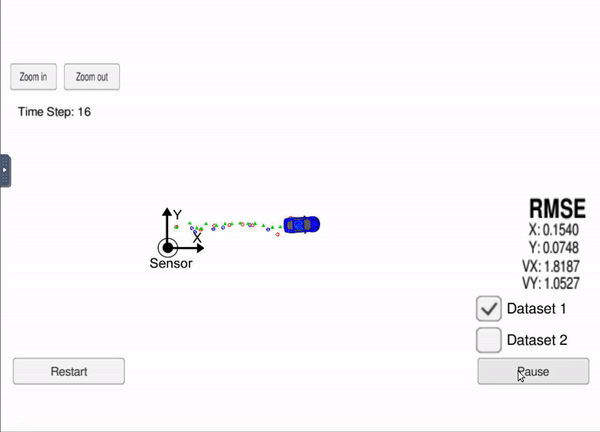 Zoom in
Zoom out
Time Step: 16
Y
X
Sensor
RMSE
X: 0.1540
Y: 0.0748
VX: 1.8187
VY: 1.0527
Dataset 1
Dataset 2
Restart
Pause